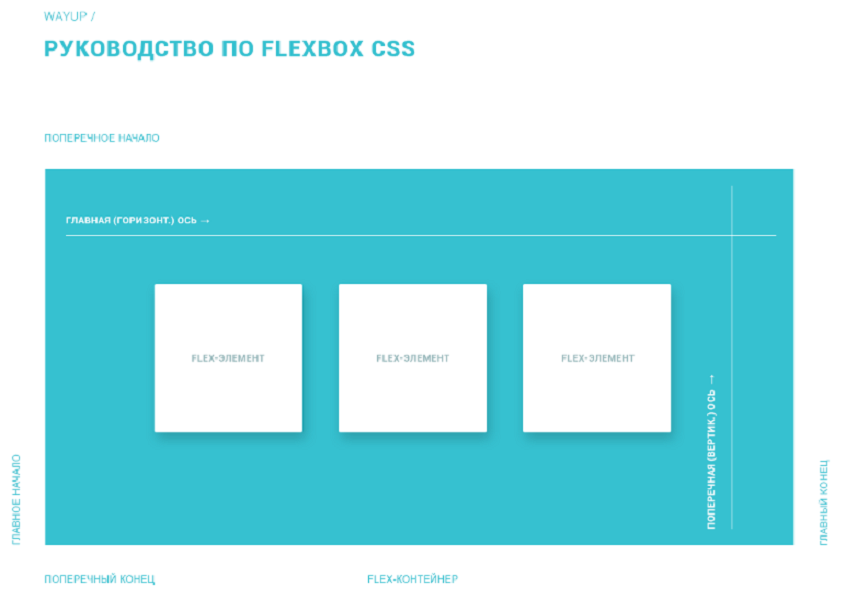 WAYUP /
РУКОВОДСТВО ПО FLEXBOX CSS
ПОПЕРЕЧНОЕ НАЧАЛО
ГЛАВНАЯ (ГОРИЗОНТ.) ОСЬ →
FLEX-ЭЛЕМЕНТ
FLEX-ЭЛЕМЕНТ
FLEX-ЭЛЕМЕНТ
ПОПЕРЕЧНАЯ (ВЕРТИК.) ОСЬ →
ГЛАВНОЕ НАЧАЛО
ГЛАВНЫЙ КОНЕЦ
ПОПЕРЕЧНЫЙ КОНЕЦ
FLEX-КОНТЕЙНЕР